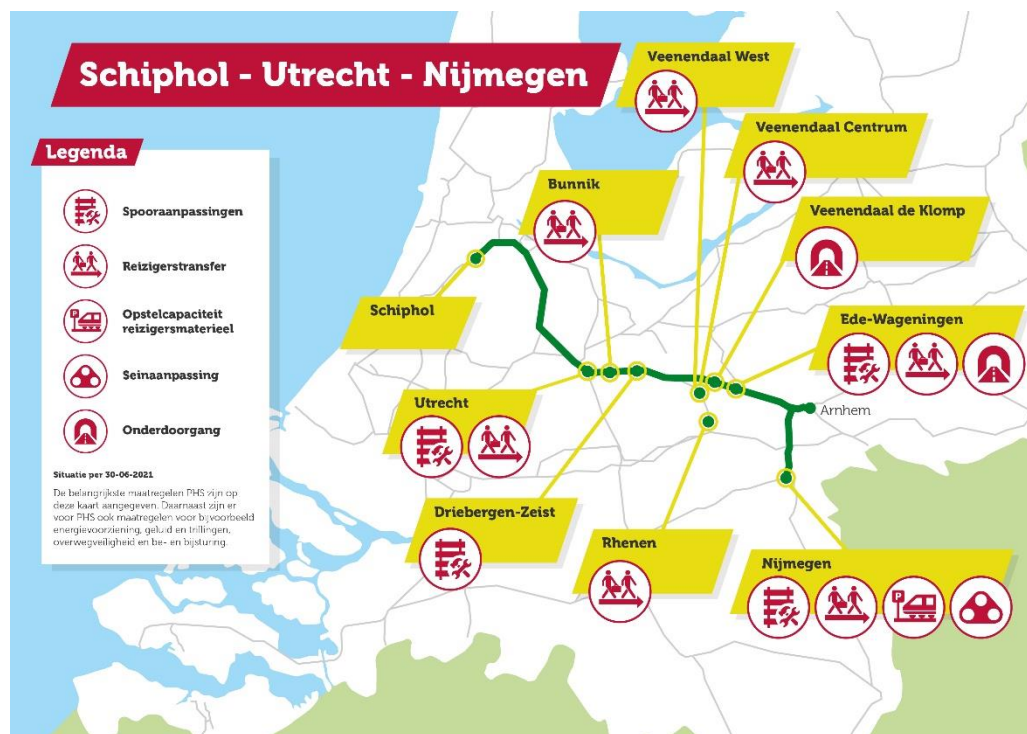 Schiphol - Utrecht - Nijmegen
Veenendaal West
Veenendaal Centrum
Legenda
Bunnik
Veenendaal de Klomp
Spooraanpassingen
Reizigerstransfer
Schiphol
Opstelcapaciteit
reizigersmaterieel
Ede-Wageningen
Seinaanpassing
Arnhem
Utrecht
Onderdoorgang
Situatie per 30-06-2021
De belangrijkste maatregelen PHS zijn op
deze kaart aangegeven. Daarnaast zijn er
voor PHS ook maatregelen voor bijvoorbeeld
energievoorziening, geluid en trillingen,
overwegveiligheid en be- en bijsturing.
Driebergen-Zeist
Rhenen
Nijmegen
P